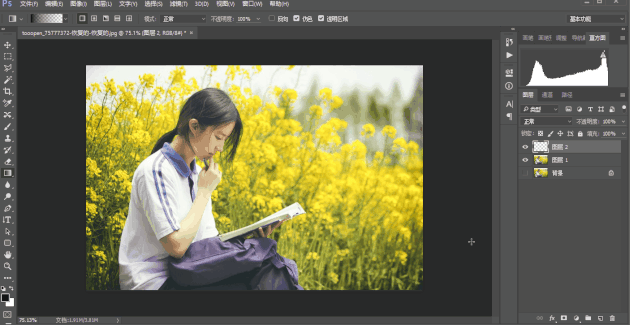 Ps 文件(F) 编辑(E) 图像(I) 图层(L) 文字(Y) 选择(S) 滤镜(T) 3D(D) 视图(V) 窗口(W) 帮助(H)
模式: 正常 不透明度: 100% 反向 仿色 透明区域 基本功能
tooopen_75777372-恢复的-恢复的.jpg @ 75.1% (图层 2, RGB/8#) * ×
调整 直方图
图层 通道 路径
类型
正常 不透明度: 100%
锁定: 填充: 100%
图层 2
图层 1
背景
A|
T
fx
75.13% 文档:1.91M/3.81M